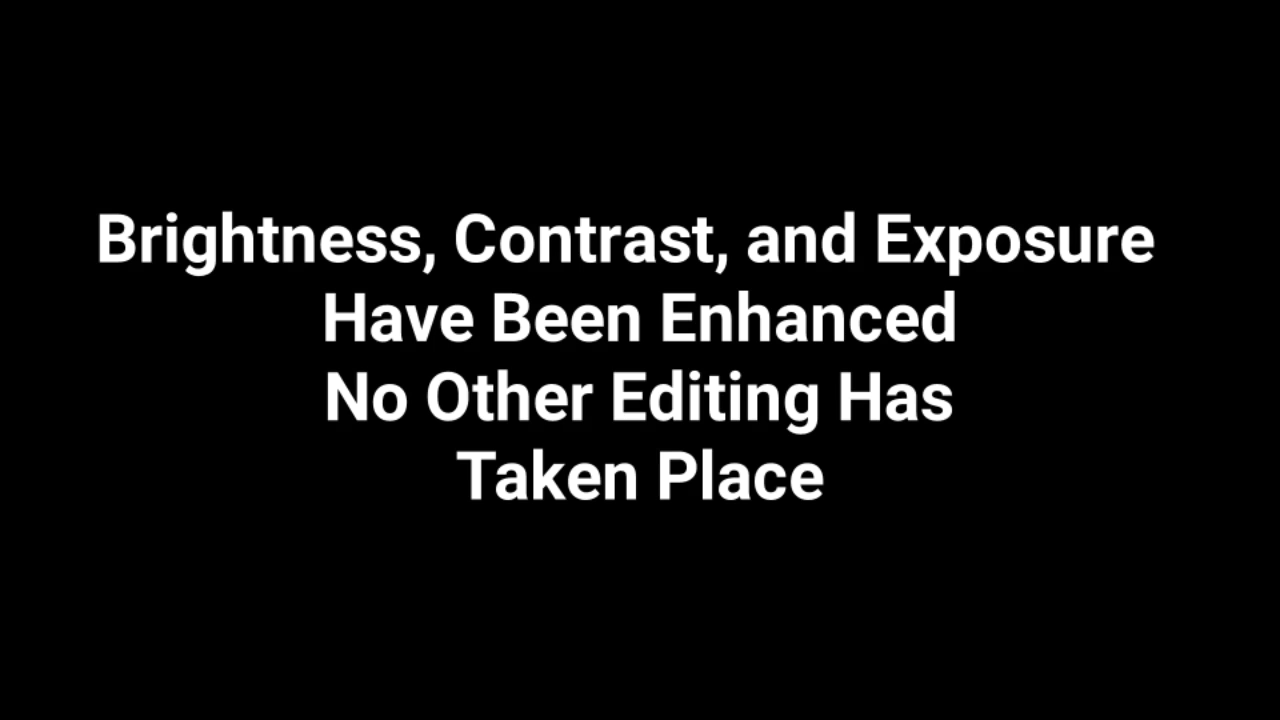 Brightness, Contrast, and Exposure
Have Been Enhanced
No Other Editing Has
Taken Place